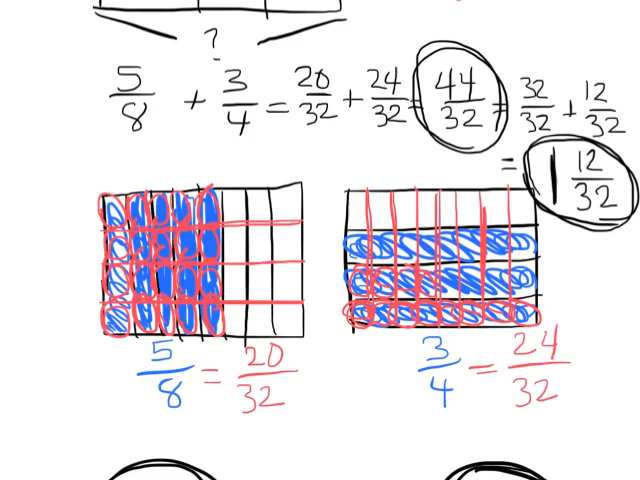 ?
5/8 + 3/4 = 20/32 + 24/32 = 44/32 = 32/32 + 12/32
= 1 12/32
5/8 = 20/32
3/4 = 24/32